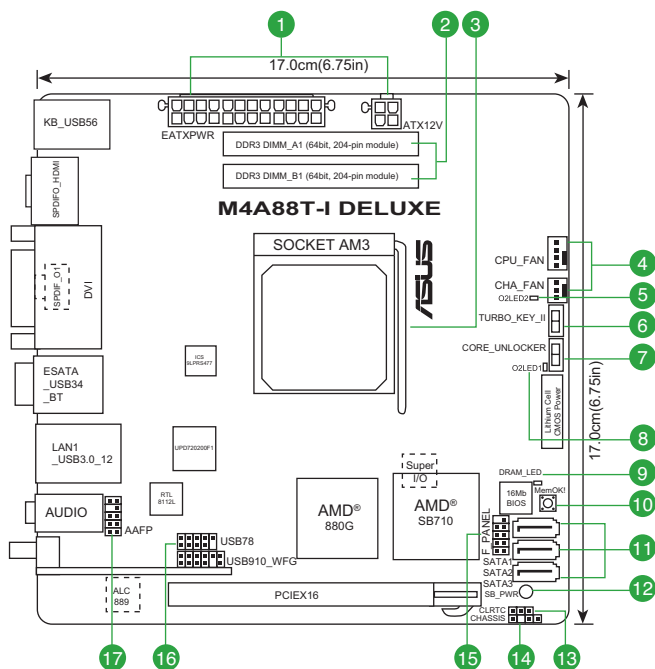 1
2
3
17.0cm(6.75in)
KB_USB56
EATXPWR
ATX12V
DDR3 DIMM_A1 (64bit, 204-pin module)
DDR3 DIMM_B1 (64bit, 204-pin module)
SPDIFO_HDMI
M4A88T-I DELUXE
SOCKET AM3
ASUS
CPU_FAN
4
CHA_FAN
O2LED2
5
SPDIF_O1
DVI
TURBO_KEY_II
6
CORE_UNLOCKER
7
O2LED1
ICS
9LPRS477
ESATA
_USB34
_BT
Lithium Cell
CMOS Power
17.0cm(6.75in)
8
LAN1
_USB3.0_12
UPD720200F1
Super
I/O
DRAM_LED
9
16Mb
BIOS
MemOK!
10
RTL
8112L
AMD®
880G
AMD®
SB710
AUDIO
AAFP
F_PANEL
USB78
USB910_WFG
SATA1
SATA2
SATA3
11
SB_PWR
12
ALC
889
PCIEX16
CLRTC
CHASSIS
17
16
15
14
13